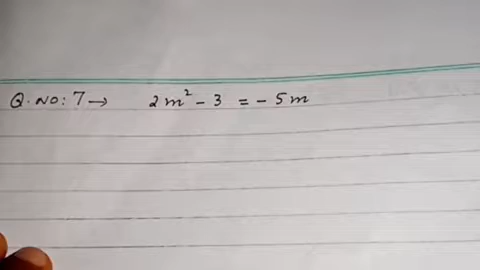 Q. NO: 7 → 2m² - 3 = - 5m